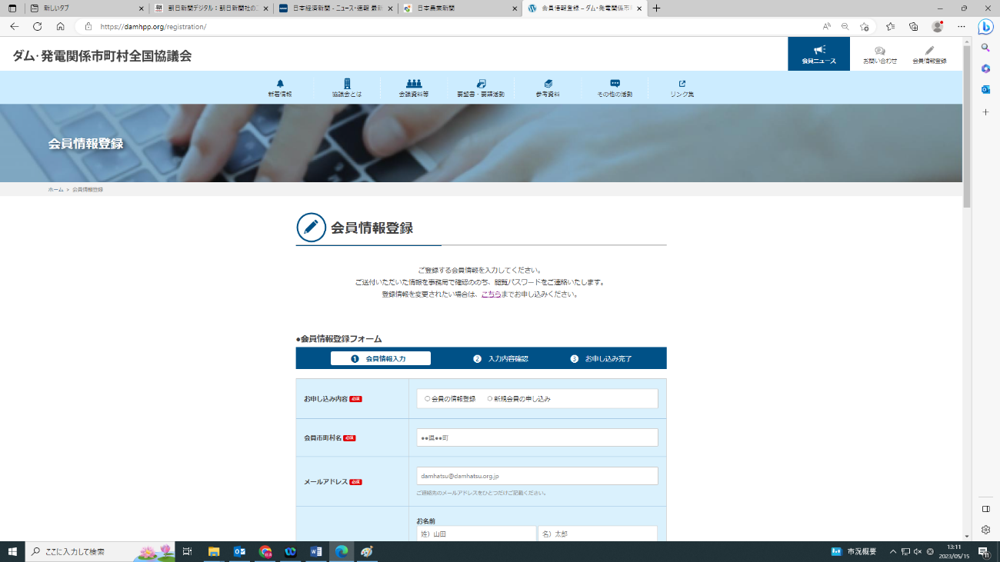 新しいタブ
朝日新聞デジタル：朝日新聞社のニ
日本経済新聞 - ニュース・速報 最新
日本農業新聞
会員情報登録 – ダム・発電関係市町
https://damhpp.org/registration/
ダム・発電関係市町村全国協議会
会員ニュース
お問い合わせ
会員情報登録
新着情報
協議会とは
会議資料等
要望書・要請活動
参考資料
その他の活動
リンク集
会員情報登録
ホーム > 会員情報登録
会員情報登録
ご登録する会員情報を入力してください。
ご送付いただいた情報を事務局で確認ののち、閲覧パスワードをご連絡いたします。
登録情報を変更されたい場合は、こちらまでお申し込みください。
●会員情報登録フォーム
1 会員情報入力
2 入力内容確認
3 お申し込み完了
お申し込み内容 必須
会員の情報登録 新規会員の申し込み
会員市町村名 必須
●●県●●町
メールアドレス 必須
damhatsu@damhatsu.org.jp
ご連絡先のメールアドレスをひとつだけご記載ください。
お名前
姓）山田
名）太郎
ここに入力して検索
市況概要
13:11
2023/05/15
11